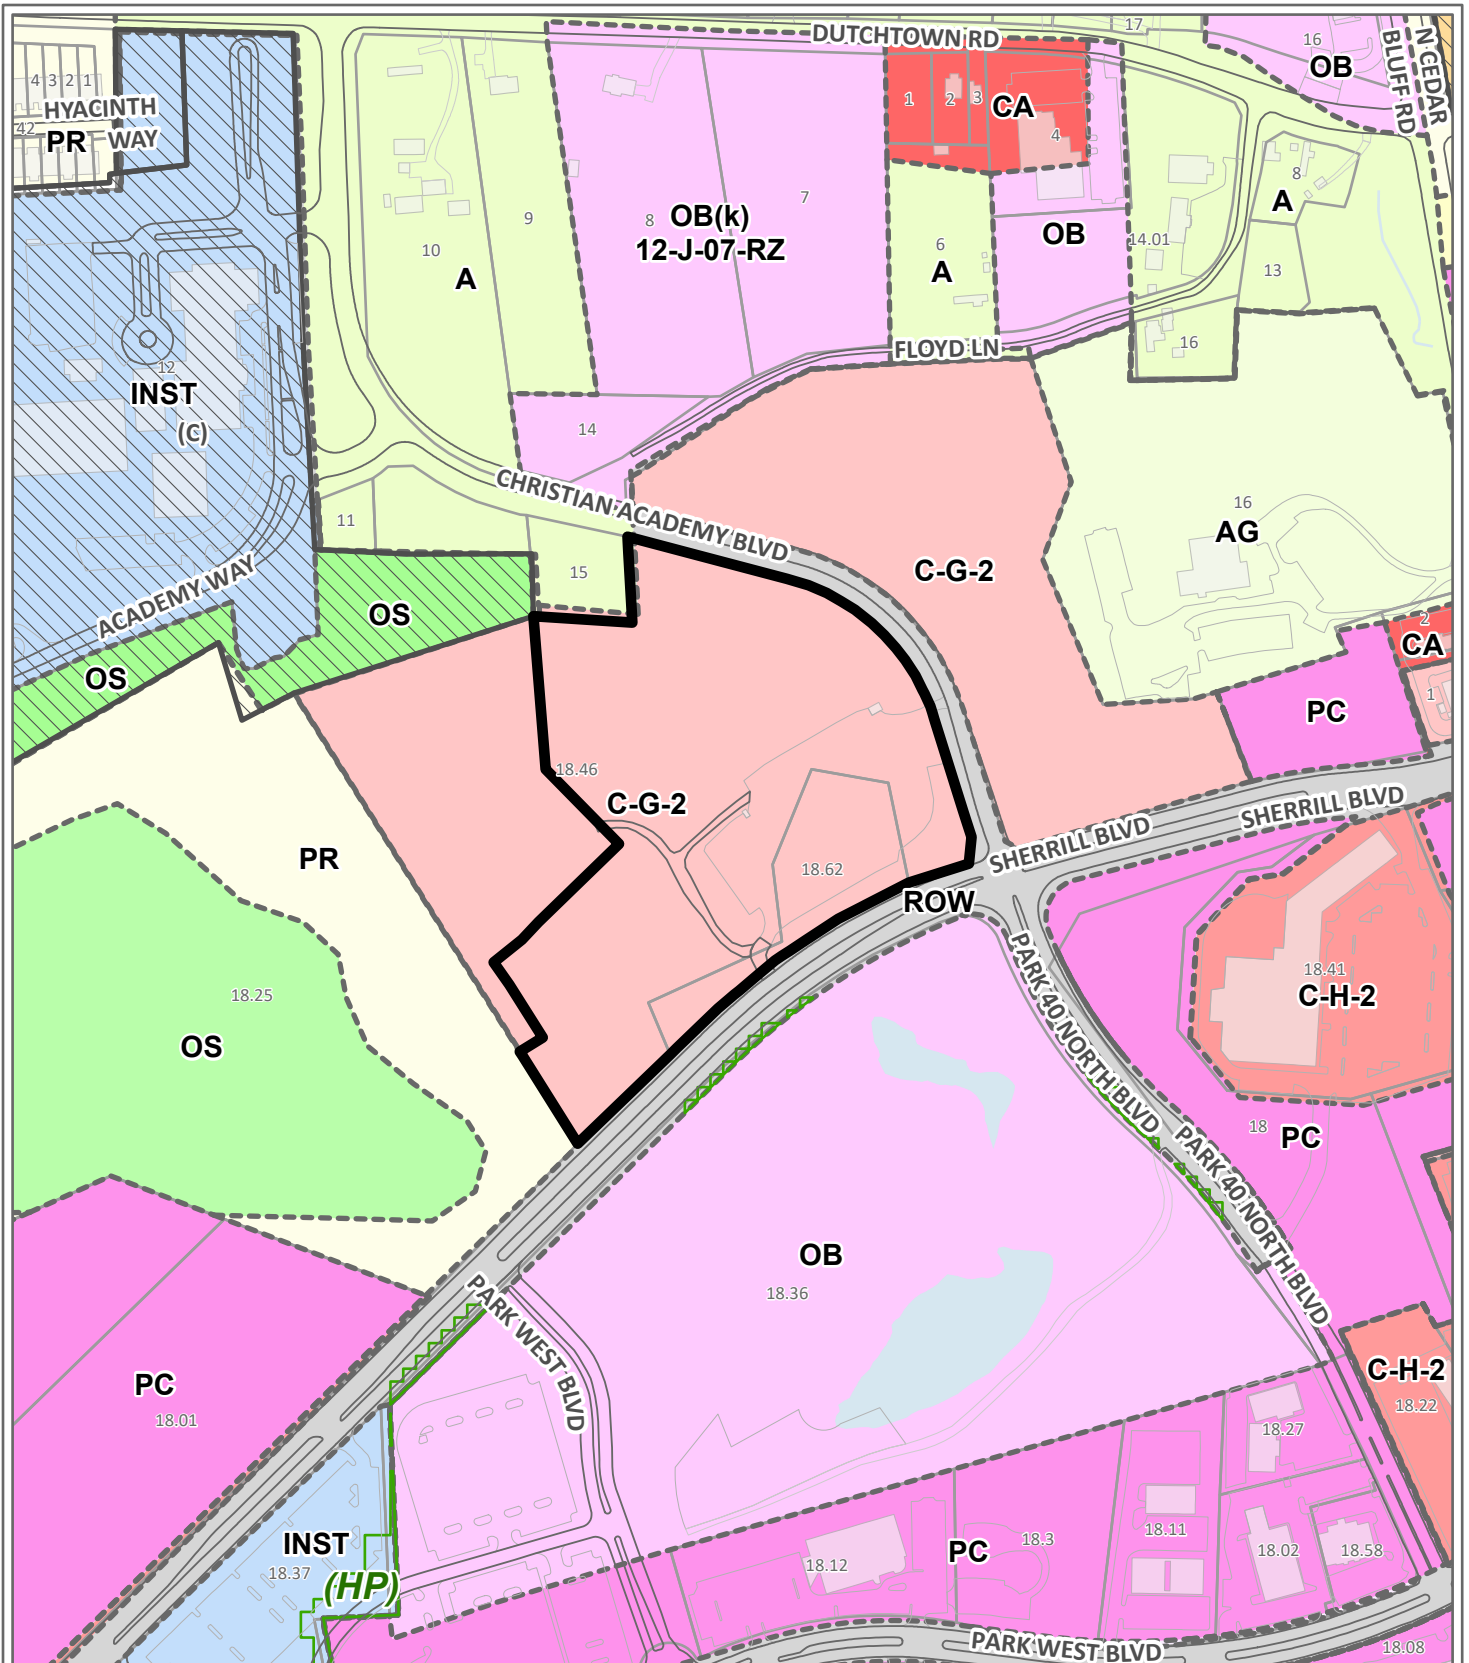 DUTCHTOWN RD
17
16
OB
BLUFF RD
N CEDAR
4 3 2 1
HYACINTH
WAY
42
PR
1
2
3
CA
4
8
A
9
8
OB(k)
12-J-07-RZ
7
10
A
6
A
OB
14.01
13
FLOYD LN
16
12
INST
(C)
14
CHRISTIAN ACADEMY BLVD
11
15
16
AG
C-G-2
ACADEMY WAY
OS
OS
2
CA
1
PC
18.46
C-G-2
SHERRILL BLVD
SHERRILL BLVD
PR
18.62
ROW
18.25
OS
PARK 40 NORTH BLVD
18.41
C-H-2
18
PC
PARK 40 NORTH BLVD
OB
18.36
PARK WEST BLVD
PC
18.01
C-H-2
18.22
18.27
INST
18.37
(HP)
18.12
PC
18.3
18.11
18.02
18.58
PARK WEST BLVD
18.08